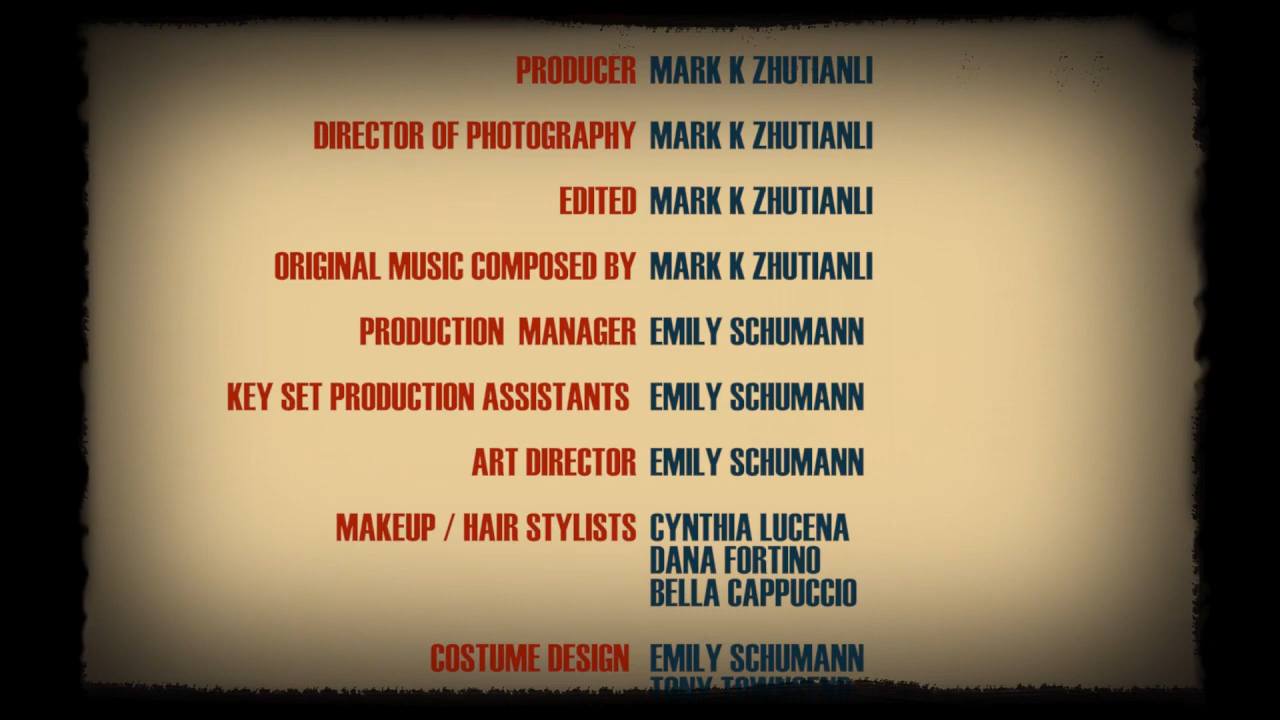 PRODUCER MARK K ZHUTIANLI
DIRECTOR OF PHOTOGRAPHY MARK K ZHUTIANLI
EDITED MARK K ZHUTIANLI
ORIGINAL MUSIC COMPOSED BY MARK K ZHUTIANLI
PRODUCTION MANAGER EMILY SCHUMANN
KEY SET PRODUCTION ASSISTANTS EMILY SCHUMANN
ART DIRECTOR EMILY SCHUMANN
MAKEUP / HAIR STYLISTS CYNTHIA LUCENA
DANA FORTINO
BELLA CAPPUCCIO
COSTUME DESIGN EMILY SCHUMANN
TONY TOWNSEND